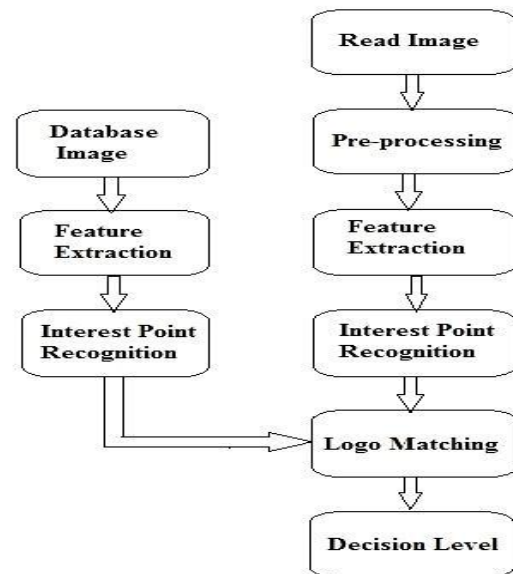 Read Image
Database
Image
Pre-processing
Feature
Extraction
Feature
Extraction
Interest Point
Recognition
Interest Point
Recognition
Logo Matching
Decision Level